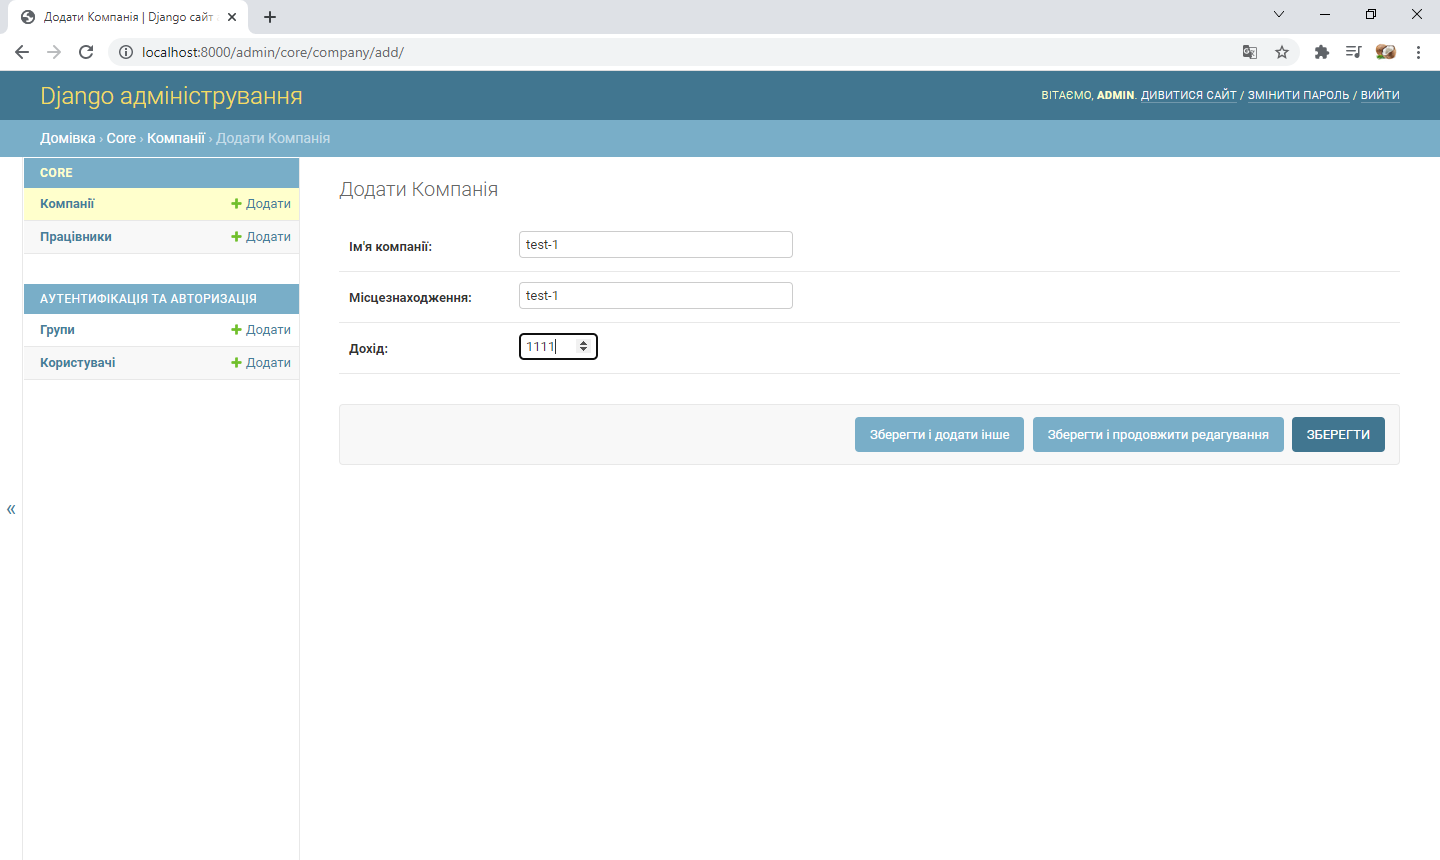 Додати Компанія | Django сайт
localhost:8000/admin/core/company/add/
Django адміністрування
ВІТАЄМО, ADMIN. ДИВИТИСЯ САЙТ / ЗМІНИТИ ПАРОЛЬ / ВИЙТИ
Домівка › Core › Компанії › Додати Компанія
CORE
Компанії + Додати
Працівники + Додати
АУТЕНТИФІКАЦІЯ ТА АВТОРИЗАЦІЯ
Групи + Додати
Користувачі + Додати
«
Додати Компанія
Ім'я компанії: test-1
Місцезнаходження: test-1
Дохід: 1111
Зберегти і додати інше Зберегти і продовжити редагування ЗБЕРЕГТИ